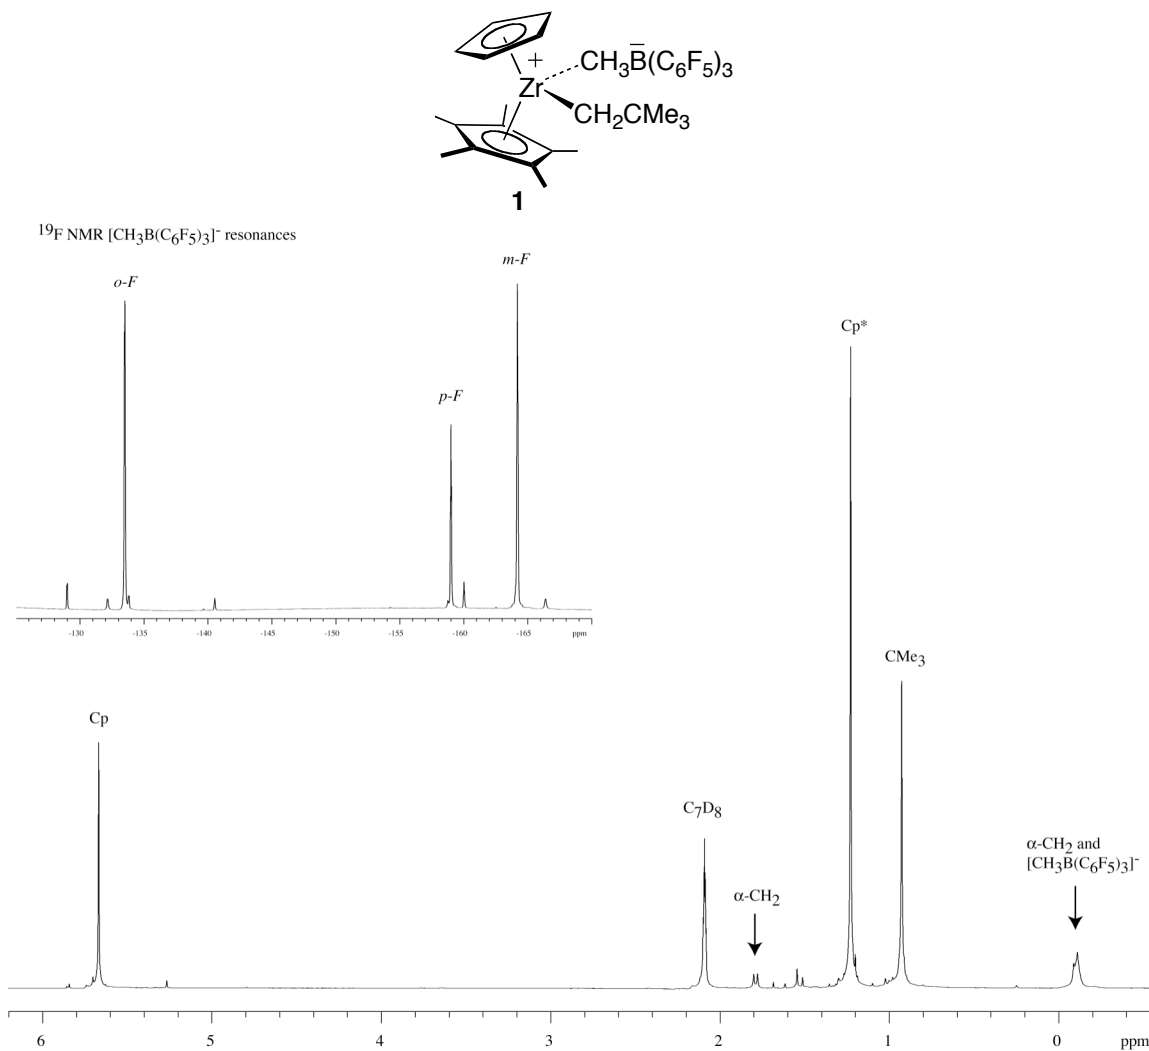 +
CH3B̅(C6F5)3
Zr
CH2CMe3
1
19F NMR [CH3B(C6F5)3]- resonances
o-F
m-F
p-F
-130 -135 -140 -145 -150 -155 -160 -165 ppm
Cp*
CMe3
Cp
C7D8
α-CH2
α-CH2 and
[CH3B(C6F5)3]-
6 5 4 3 2 1 0 ppm